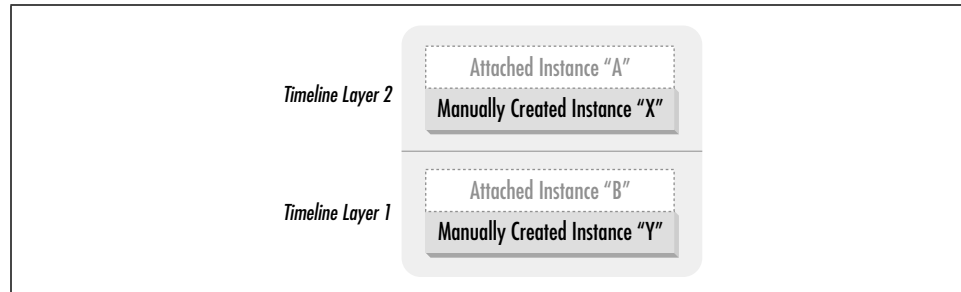 Attached Instance “A”
Timeline Layer 2
Manually Created Instance “X”
Attached Instance “B”
Timeline Layer 1
Manually Created Instance “Y”